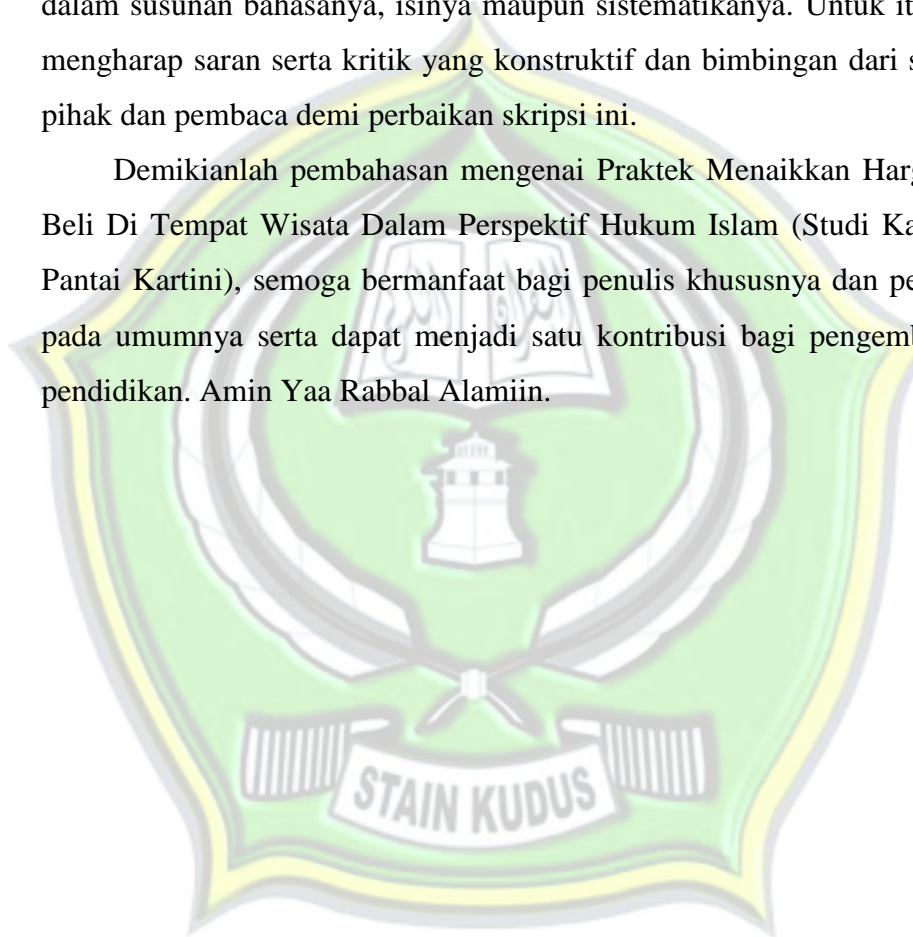 dalam susunan bahasanya, isinya maupun sistematikanya. Untuk it
mengharap saran serta kritik yang konstruktif dan bimbingan dari s
pihak dan pembaca demi perbaikan skripsi ini.
Demikianlah pembahasan mengenai Praktek Menaikkan Harg
Beli Di Tempat Wisata Dalam Perspektif Hukum Islam (Studi Ka
Pantai Kartini), semoga bermanfaat bagi penulis khususnya dan pe
pada umumnya serta dapat menjadi satu kontribusi bagi pengemb
pendidikan. Amin Yaa Rabbal Alamiin.
STAIN KUDUS